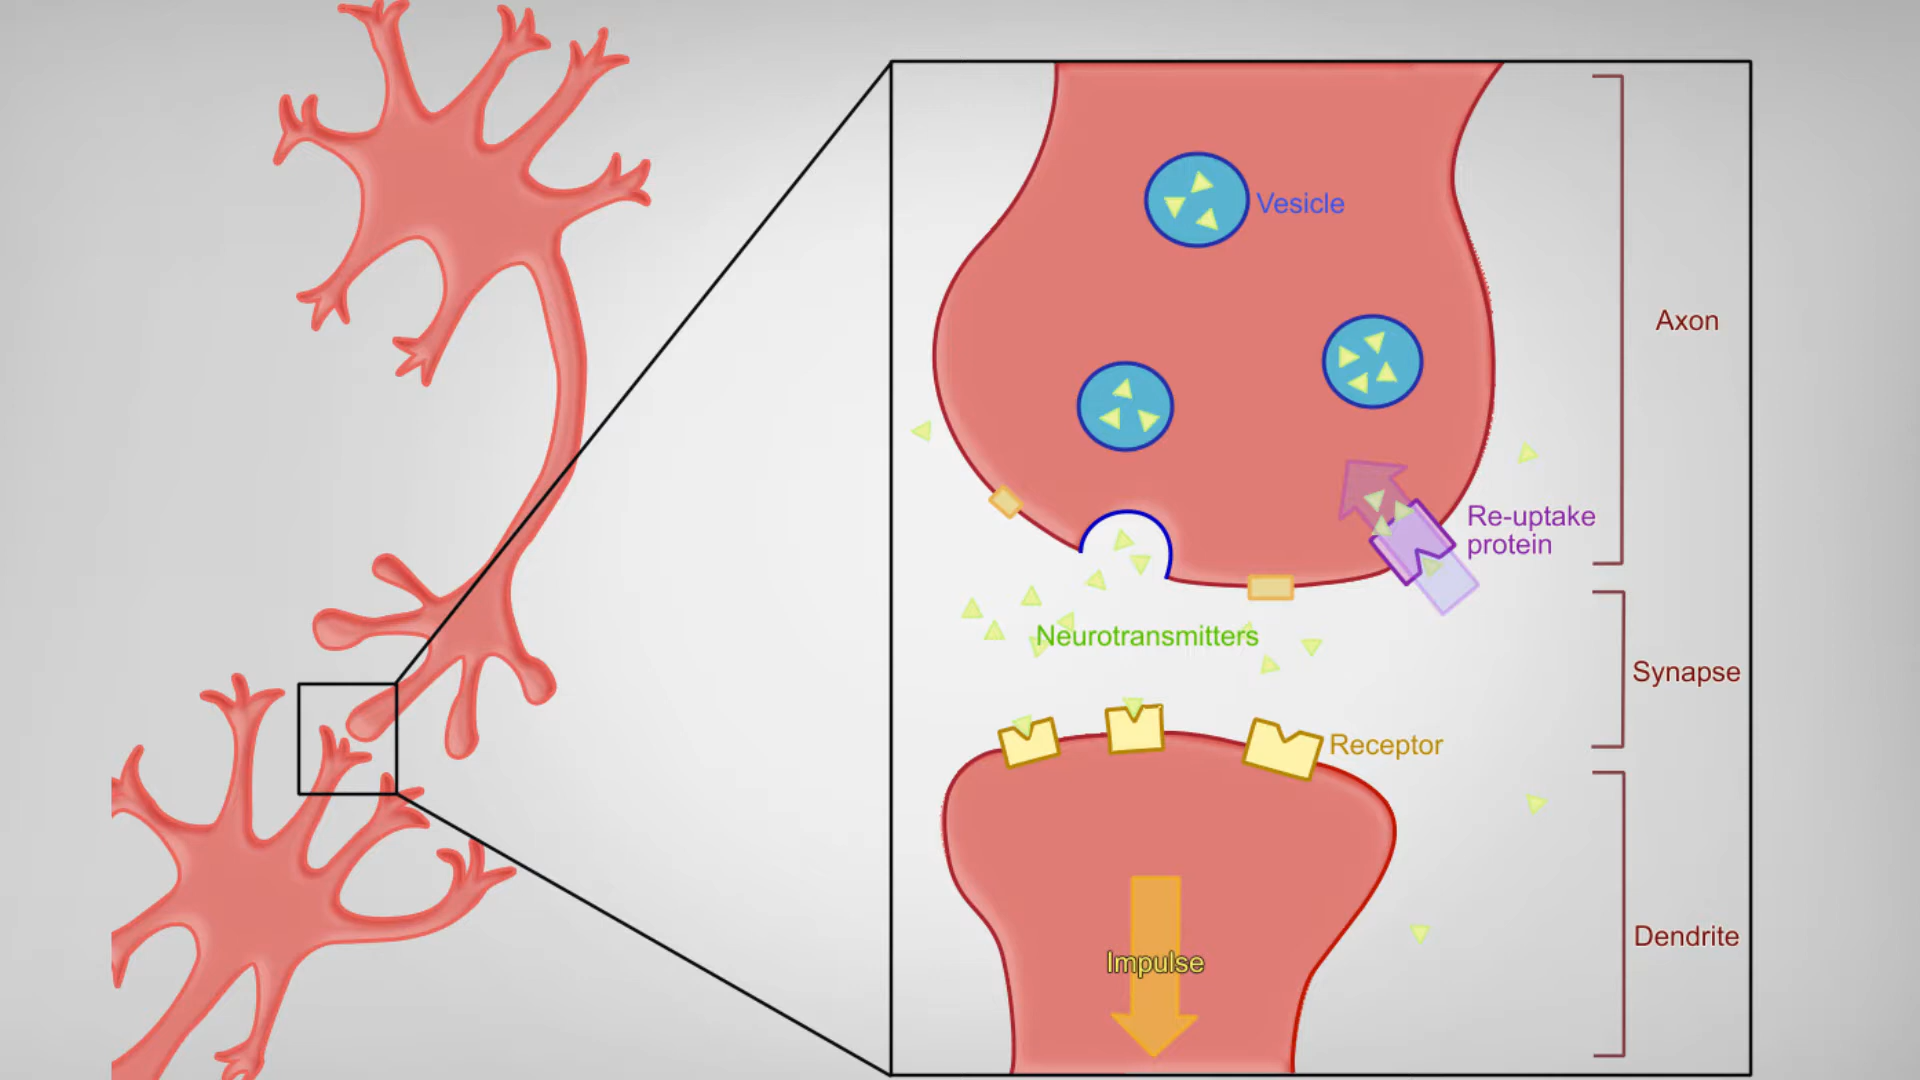 Vesicle
Axon
Re-uptake
protein
Neurotransmitters
Synapse
Receptor
Dendrite
Impulse